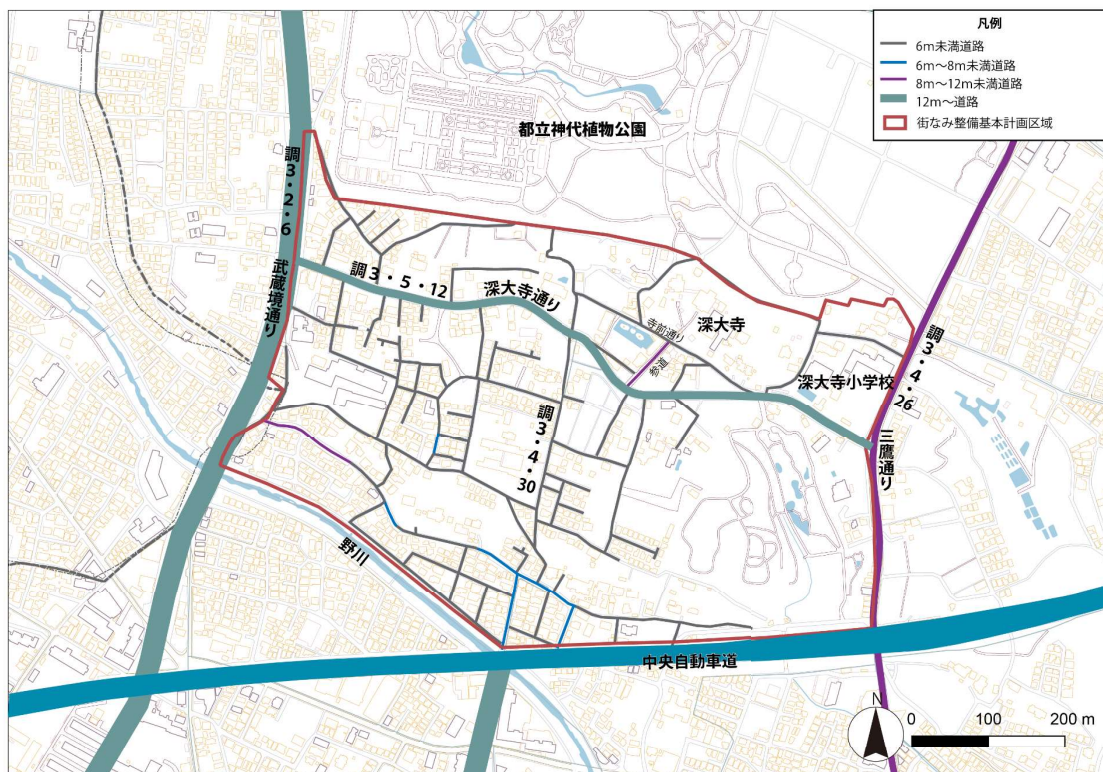 凡例
6m未満道路
6m～8m未満道路
8m～12m未満道路
12m～道路
街なみ整備基本計画区域
都立神代植物公園
調3・2・6
武蔵境通り
調3・5・12
深大寺通り
寺前通り
深大寺
参道
深大寺小学校
調3・4・26
三鷹通り
調3・4・30
野川
中央自動車道
N
0 100 200 m